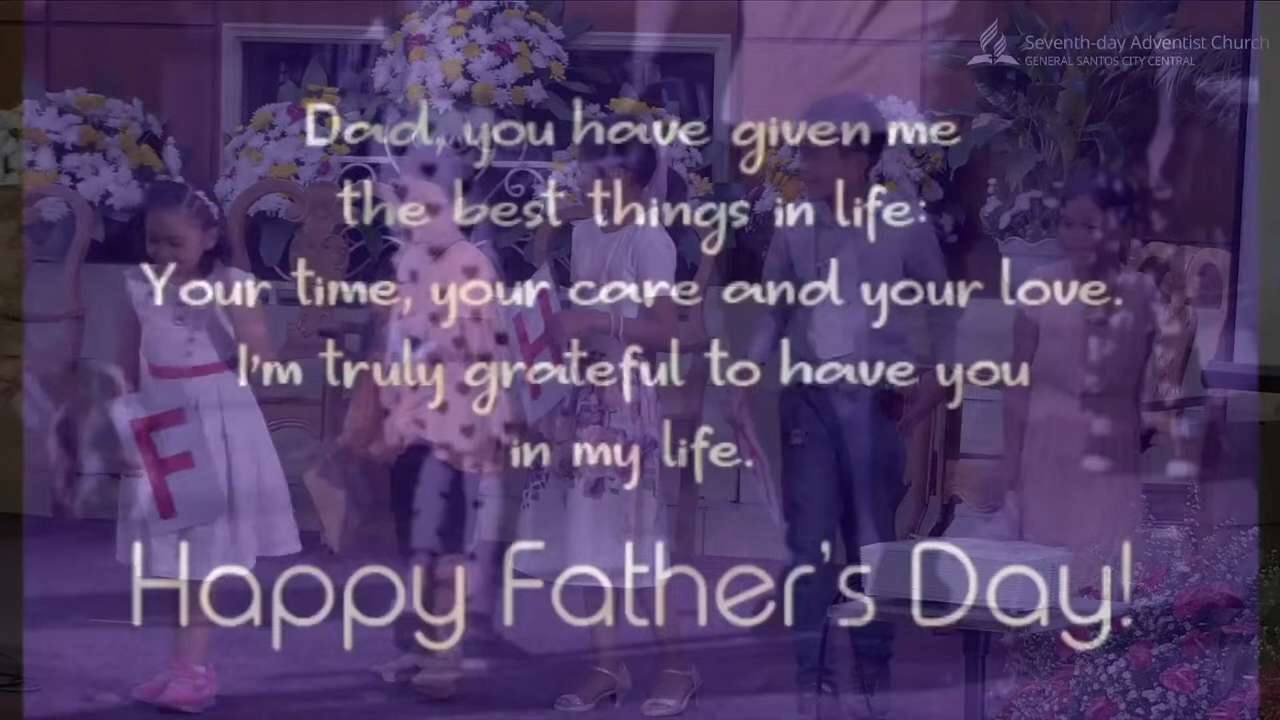 Seventh-day Adventist Church
GENERAL SANTOS CITY CENTRAL
Dad, you have given me
the best things in life:
Your time, your care and your love.
I'm truly grateful to have you
in my life.
Happy Father's Day!
F
H